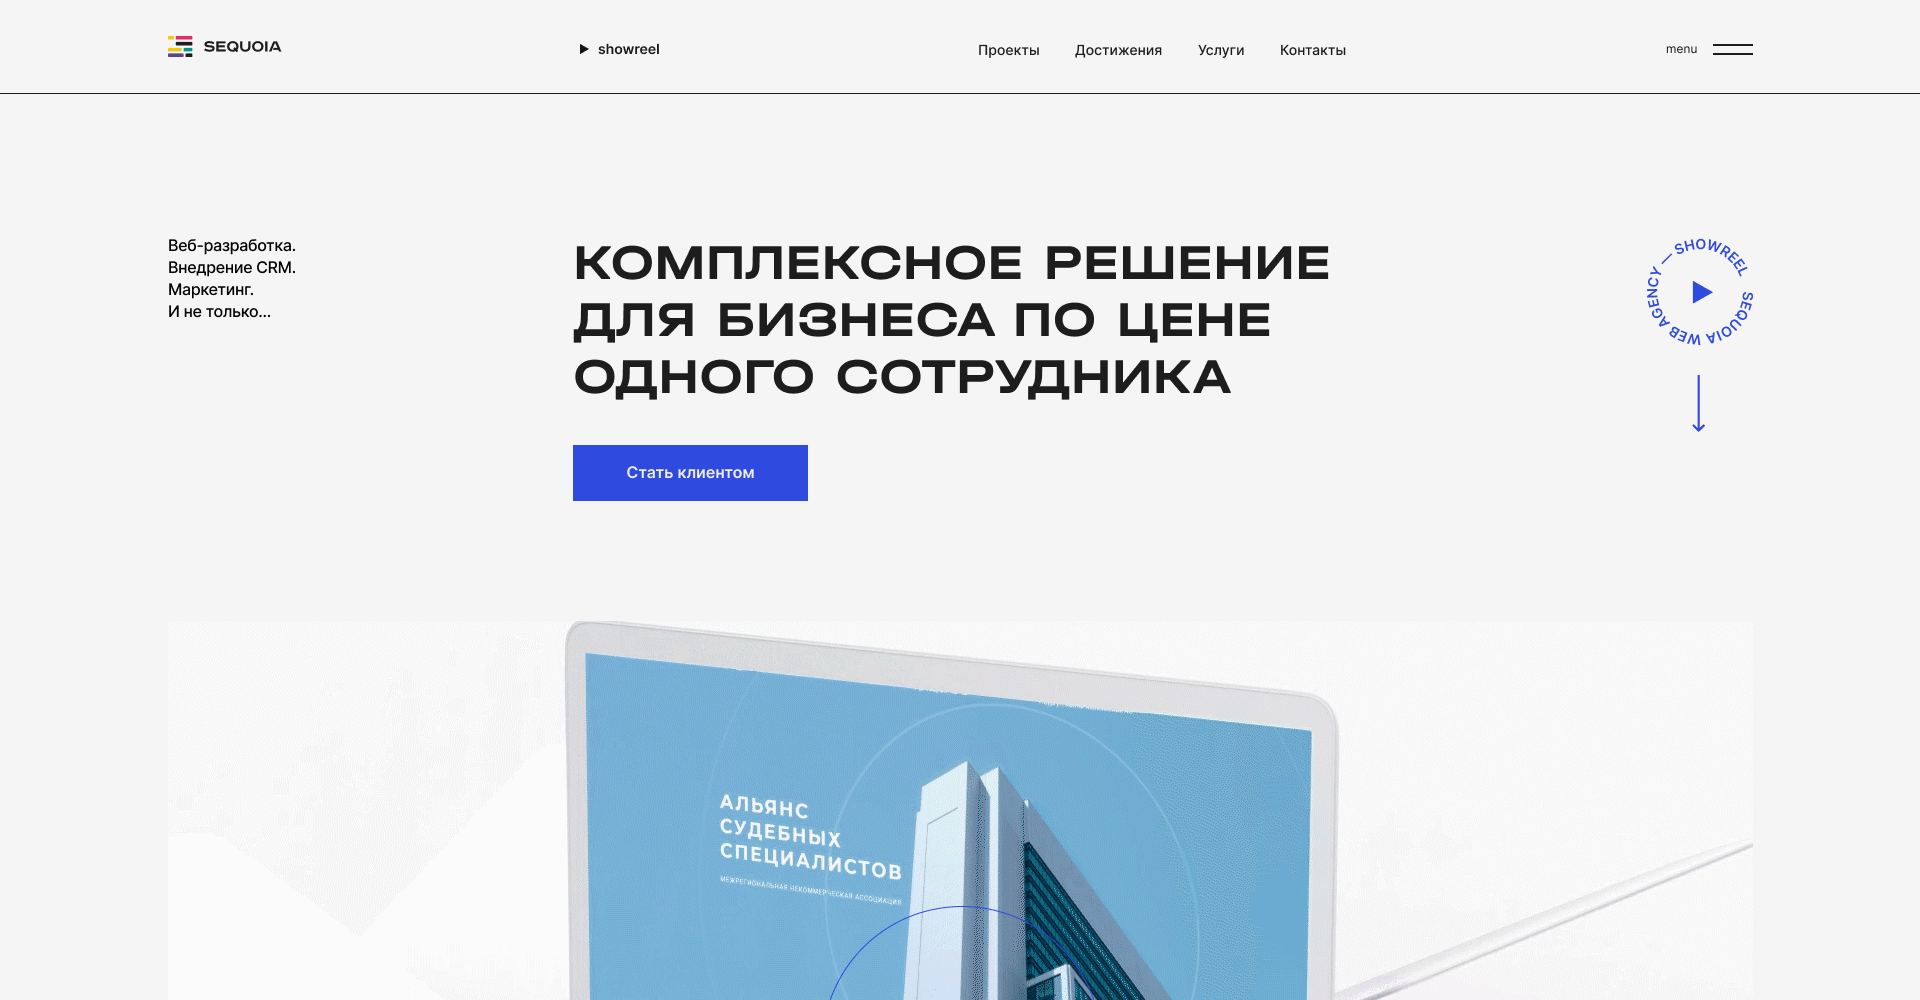 SEQUOIA
showreel
Проекты
Достижения
Услуги
Контакты
menu
Веб-разработка.
Внедрение CRM.
Маркетинг.
И не только...
КОМПЛЕКСНОЕ РЕШЕНИЕ
ДЛЯ БИЗНЕСА ПО ЦЕНЕ
ОДНОГО СОТРУДНИКА
SEQUOIA WEB AGENCY — SHOWREEL
Стать клиентом
АЛЬЯНС
СУДЕБНЫХ
СПЕЦИАЛИСТОВ
МЕЖРЕГИОНАЛЬНАЯ НЕКОММЕРЧЕСКАЯ АССОЦИАЦИЯ